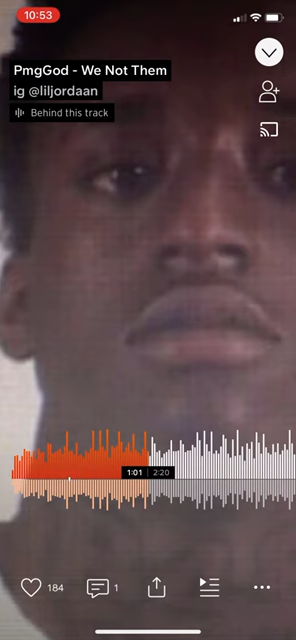 10:53
PmgGod - We Not Them
ig @liljordaan
Behind this track
1:01 2:20
184
1